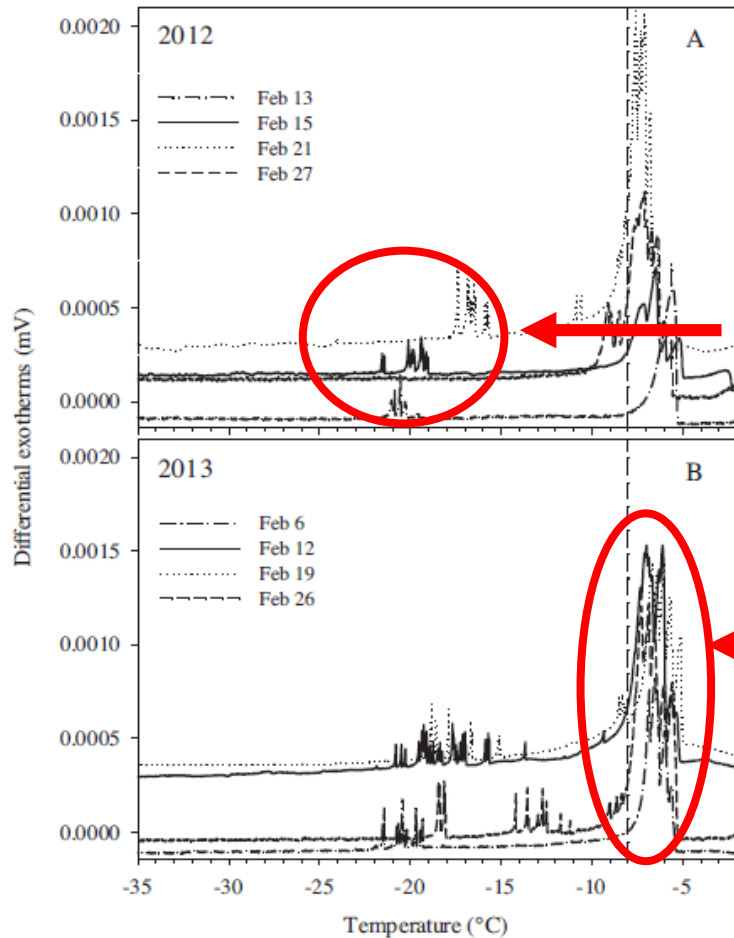 0.0020
2012
A
Feb 13
0.0015
Feb 15
Feb 21
Feb 27
0.0010
0.0005
0.0000
Differential exotherms (mV)
0.0020
2013
B
Feb 6
0.0015
Feb 12
Feb 19
Feb 26
0.0010
0.0005
0.0000
-35 -30 -25 -20 -15 -10 -5
Temperature (°C)